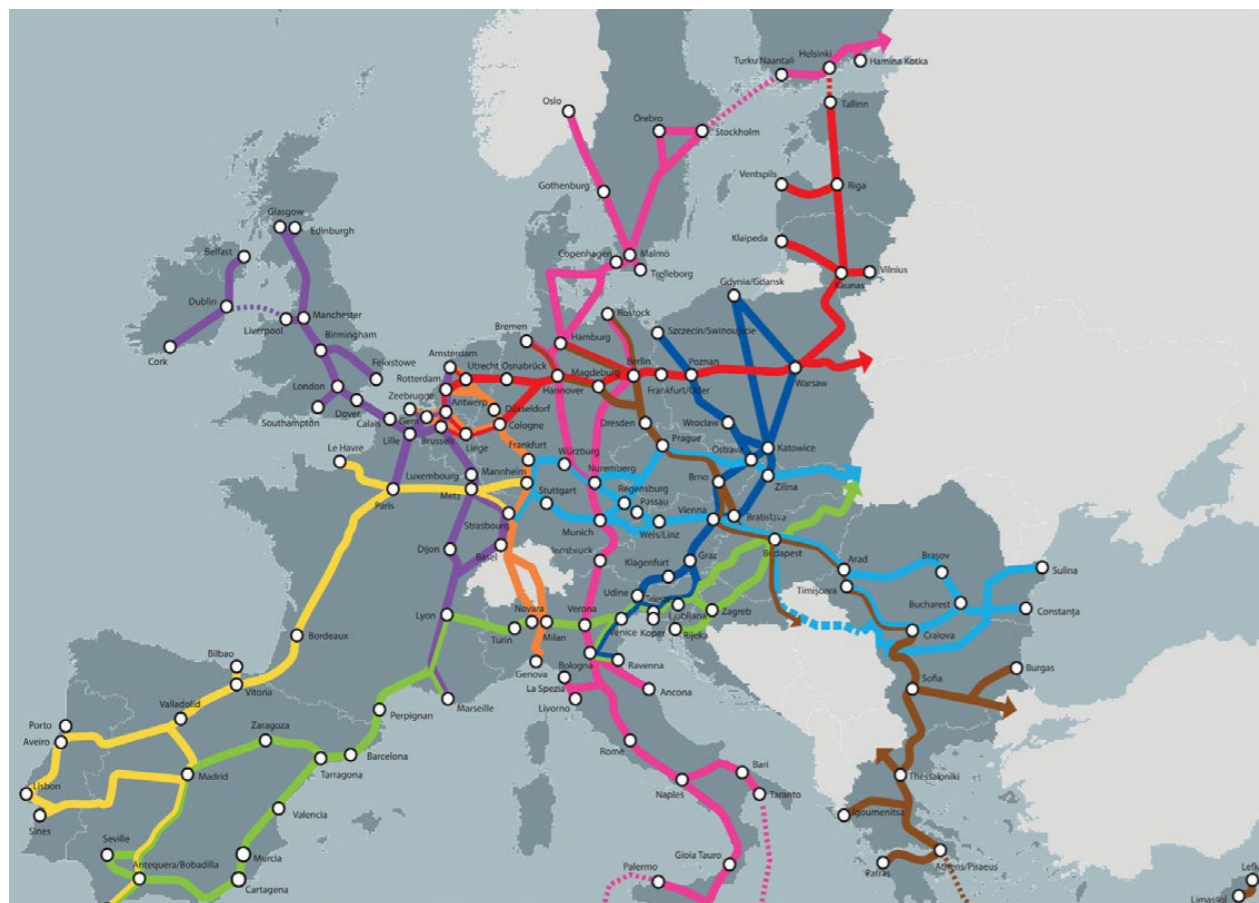 Helsinki
Turku Naantali
Hamina Kotka
Oslo
Örebro
Stockholm
Tallinn
Ventspils
Riga
Gothenburg
Glasgow
Edinburgh
Klaipeda
Belfast
Copenhagen
Malmö
Trelleborg
Vilnius
Kaunas
Gdynia/Gdansk
Dublin
Liverpool
Manchester
Rostock
Bremen
Hamburg
Szczecin/Swinoujscie
Cork
Birmingham
Felixstowe
Amsterdam
Utrecht
Osnabrück
Magdeburg
Berlin
Poznan
Warsaw
London
Rotterdam
Hannover
Frankfurt/Oder
Southampton
Dover
Calais
Zeebrugge
Antwerp
Düsseldorf
Gent
Cologne
Dresden
Wroclaw
Lille
Brussels
Liege
Frankfurt
Prague
Katowice
Le Havre
Würzburg
Ostrava
Luxembourg
Mannheim
Nuremberg
Brno
Zilina
Paris
Metz
Stuttgart
Regensburg
Passau
Strasbourg
Munich
Wels/Linz
Vienna
Bratislava
Dijon
Basel
Innsbruck
Klagenfurt
Graz
Budapest
Arad
Braşov
Sulina
Timişoara
Udine
Trieste
Ljubljana
Zagreb
Bucharest
Constanţa
Lyon
Novara
Verona
Turin
Milan
Venice
Koper
Rijeka
Craiova
Bordeaux
Bilbao
Genova
Bologna
Ravenna
Vitoria
La Spezia
Ancona
Sofia
Burgas
Marseille
Livorno
Perpignan
Valladolid
Porto
Aveiro
Zaragoza
Rome
Barcelona
Tarragona
Madrid
Bari
Naples
Taranto
Thessaloniki
Lisbon
Sines
Valencia
Igoumenitsa
Seville
Antequera/Bobadilla
Murcia
Cartagena
Gioia Tauro
Palermo
Patras
Athens/Piraeus
Limassol